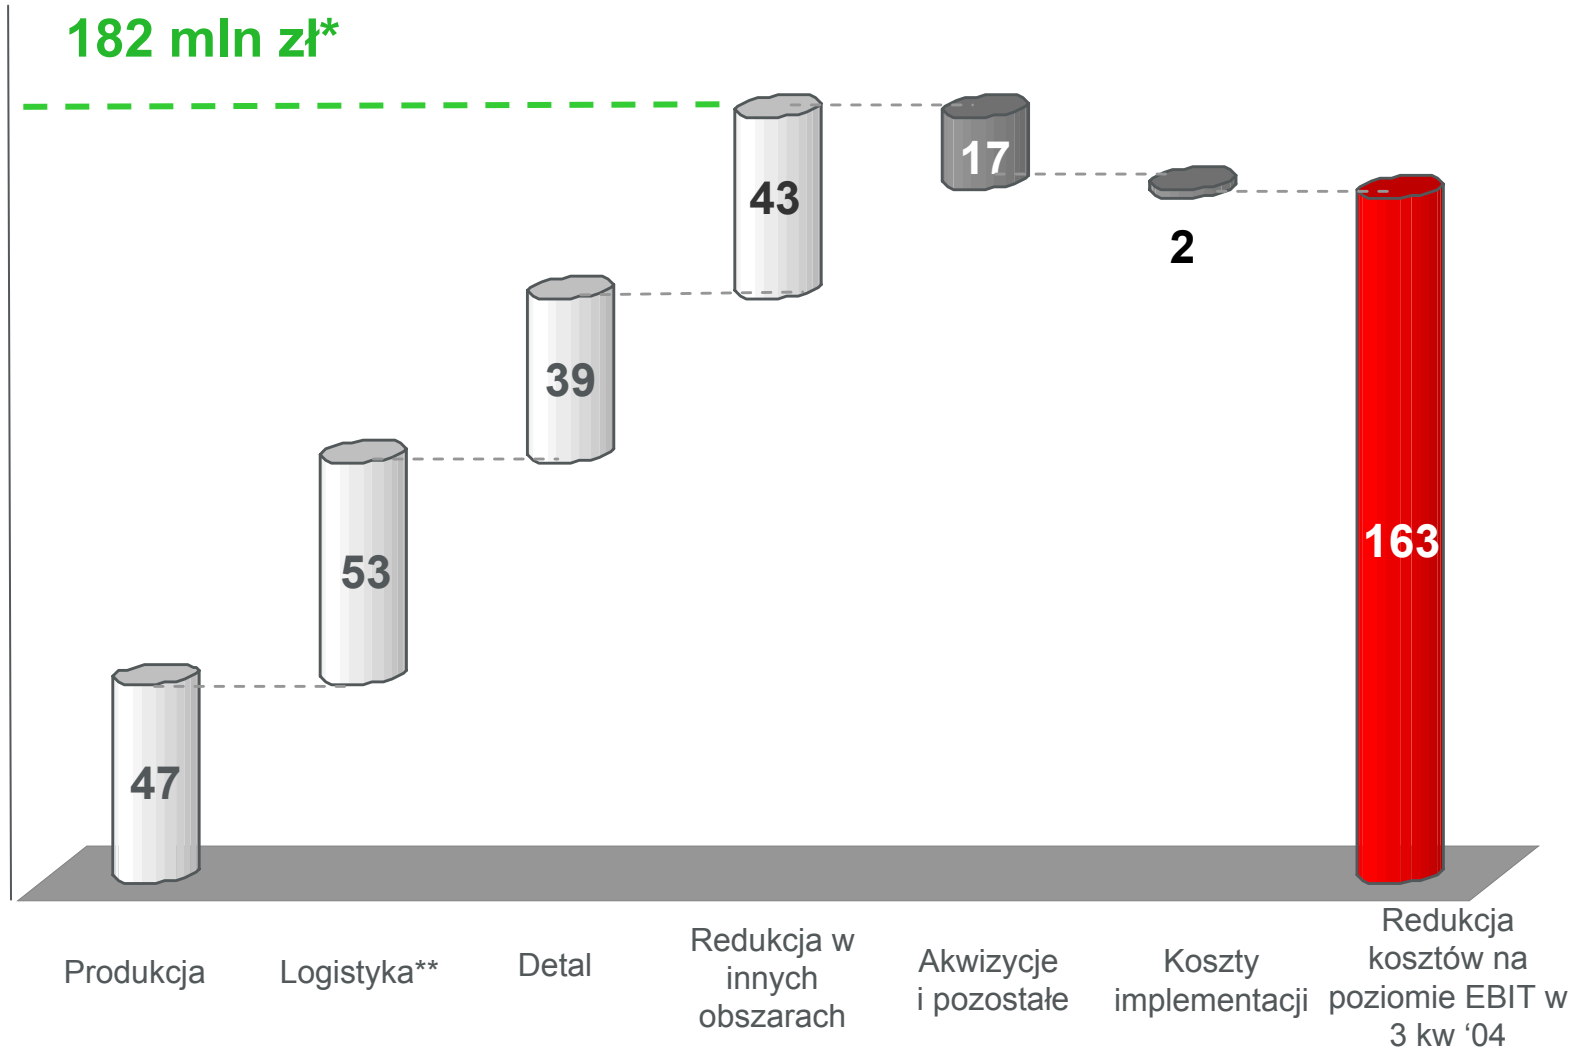 182 mln zł*
43
17
2
39
53
163
47
Produkcja
Logistyka**
Detal
Redukcja w
innych
obszarach
Akwizycje
i pozostałe
Koszty
implementacji
Redukcja
kosztów na
poziomie EBIT w
3 kw ‘04